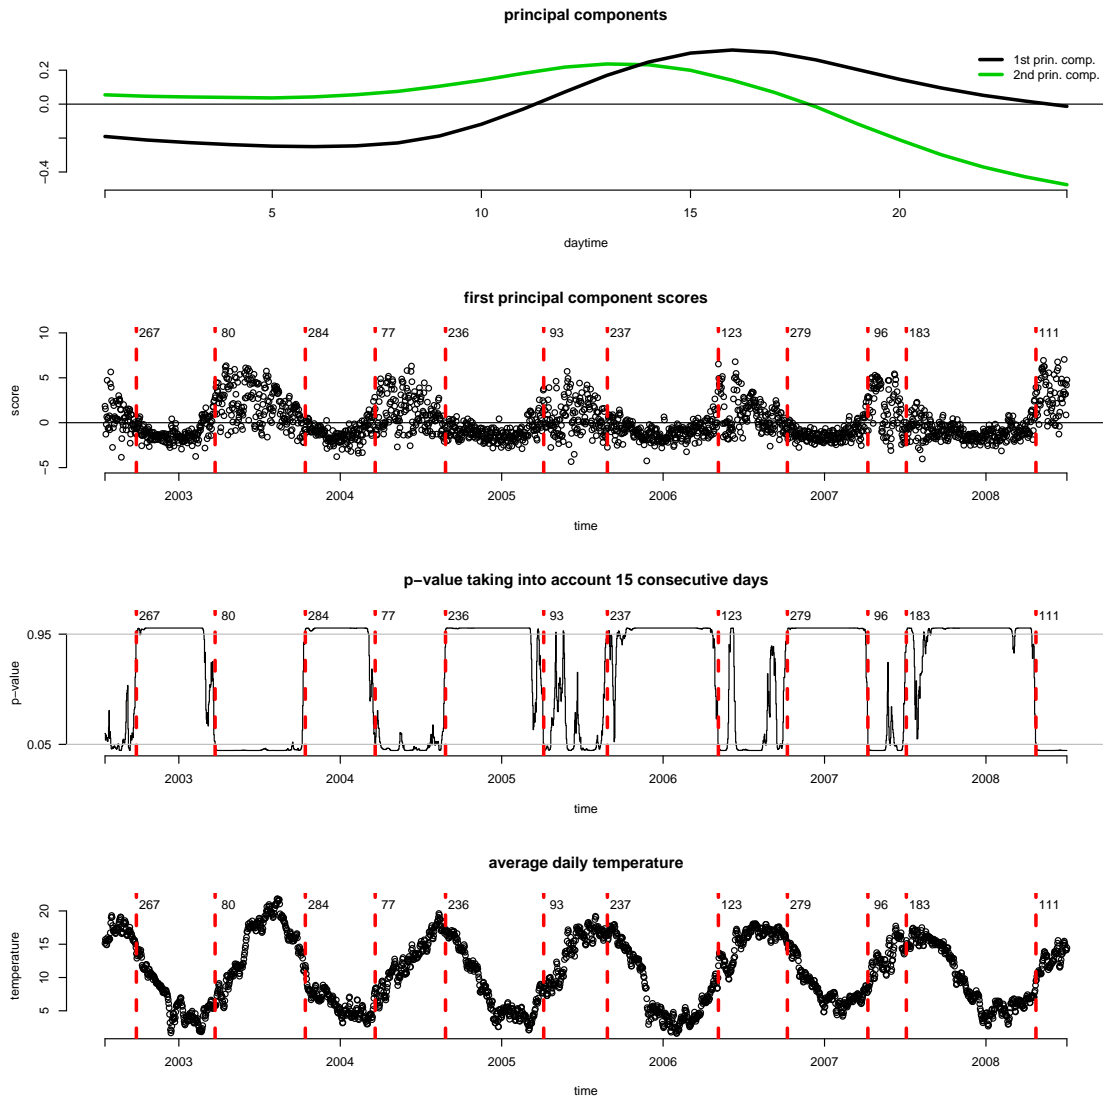 principal components
0.2
0.0
−0.4
1st prin. comp.
2nd prin. comp.
5 10 15 20
daytime
first principal component scores
267 80 284 77 236 93 237 123 279 96 183 111
10
5
0
−5
score
2003 2004 2005 2006 2007 2008
time
p−value taking into account 15 consecutive days
267 80 284 77 236 93 237 123 279 96 183 111
0.95
0.05
p−value
2003 2004 2005 2006 2007 2008
time
average daily temperature
267 80 284 77 236 93 237 123 279 96 183 111
20
15
10
5
temperature
2003 2004 2005 2006 2007 2008
time